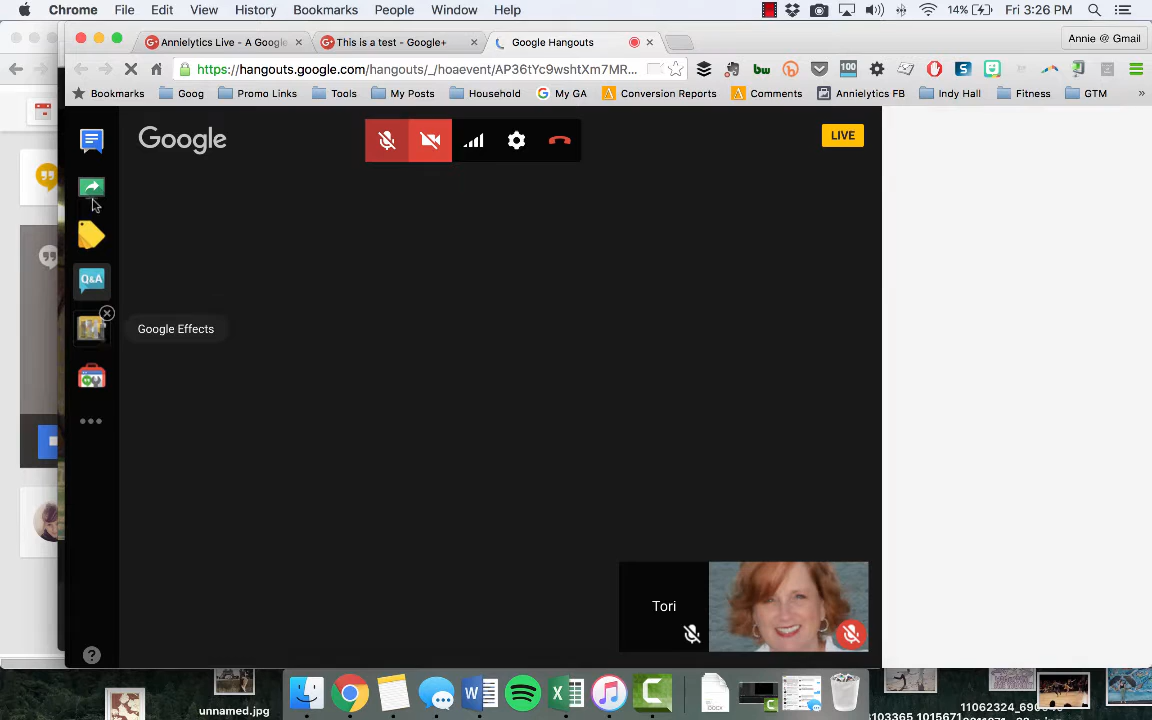 Chrome File Edit View History Bookmarks People Window Help 14% Fri 3:26 PM
Annielytics Live - A Google This is a test - Google+ Google Hangouts Annie @ Gmail
https://hangouts.google.com/hangouts/_/hoaevent/AP36tYc9wshtXm7MR... bw 100 S
Bookmarks Goog Promo Links Tools My Posts Household My GA Conversion Reports Comments Annielytics FB Indy Hall Fitness GTM »
Google LIVE
Q&A
Google Effects
Tori
?
W X C DOCX
unnamed.jpg